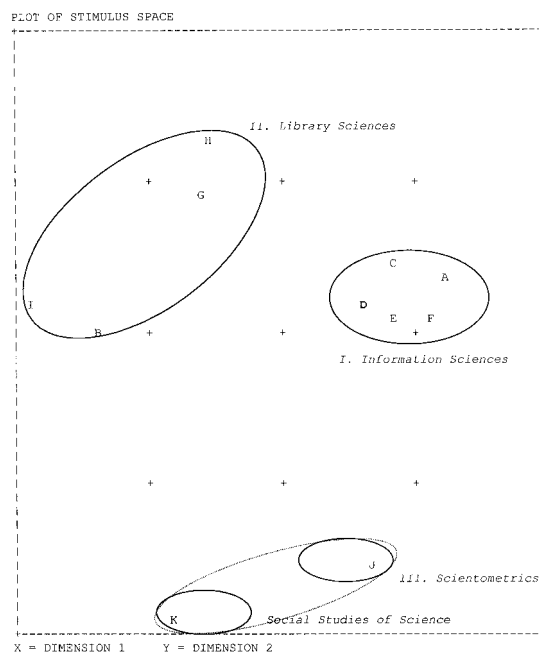 PLOT OF STIMULUS SPACE
II. Library Sciences
H
+ + +
G
C
A
I
D
E F
B
+ + +
I. Information Sciences
+ + +
J
III. Scientometrics
K
Social Studies of Science
X = DIMENSION 1 Y = DIMENSION 2